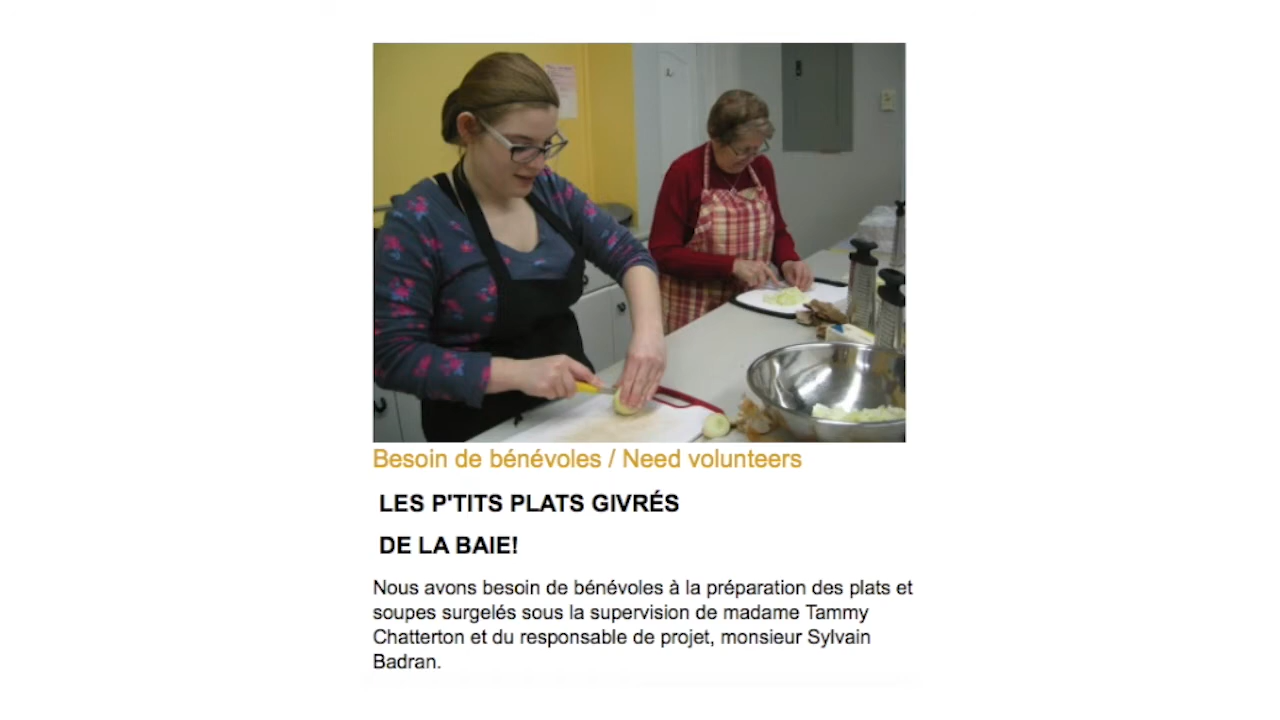 Besoin de bénévoles / Need volunteers
LES P'TITS PLATS GIVRÉS
DE LA BAIE!
Nous avons besoin de bénévoles à la préparation des plats et
soupes surgelés sous la supervision de madame Tammy
Chatterton et du responsable de projet, monsieur Sylvain
Badran.